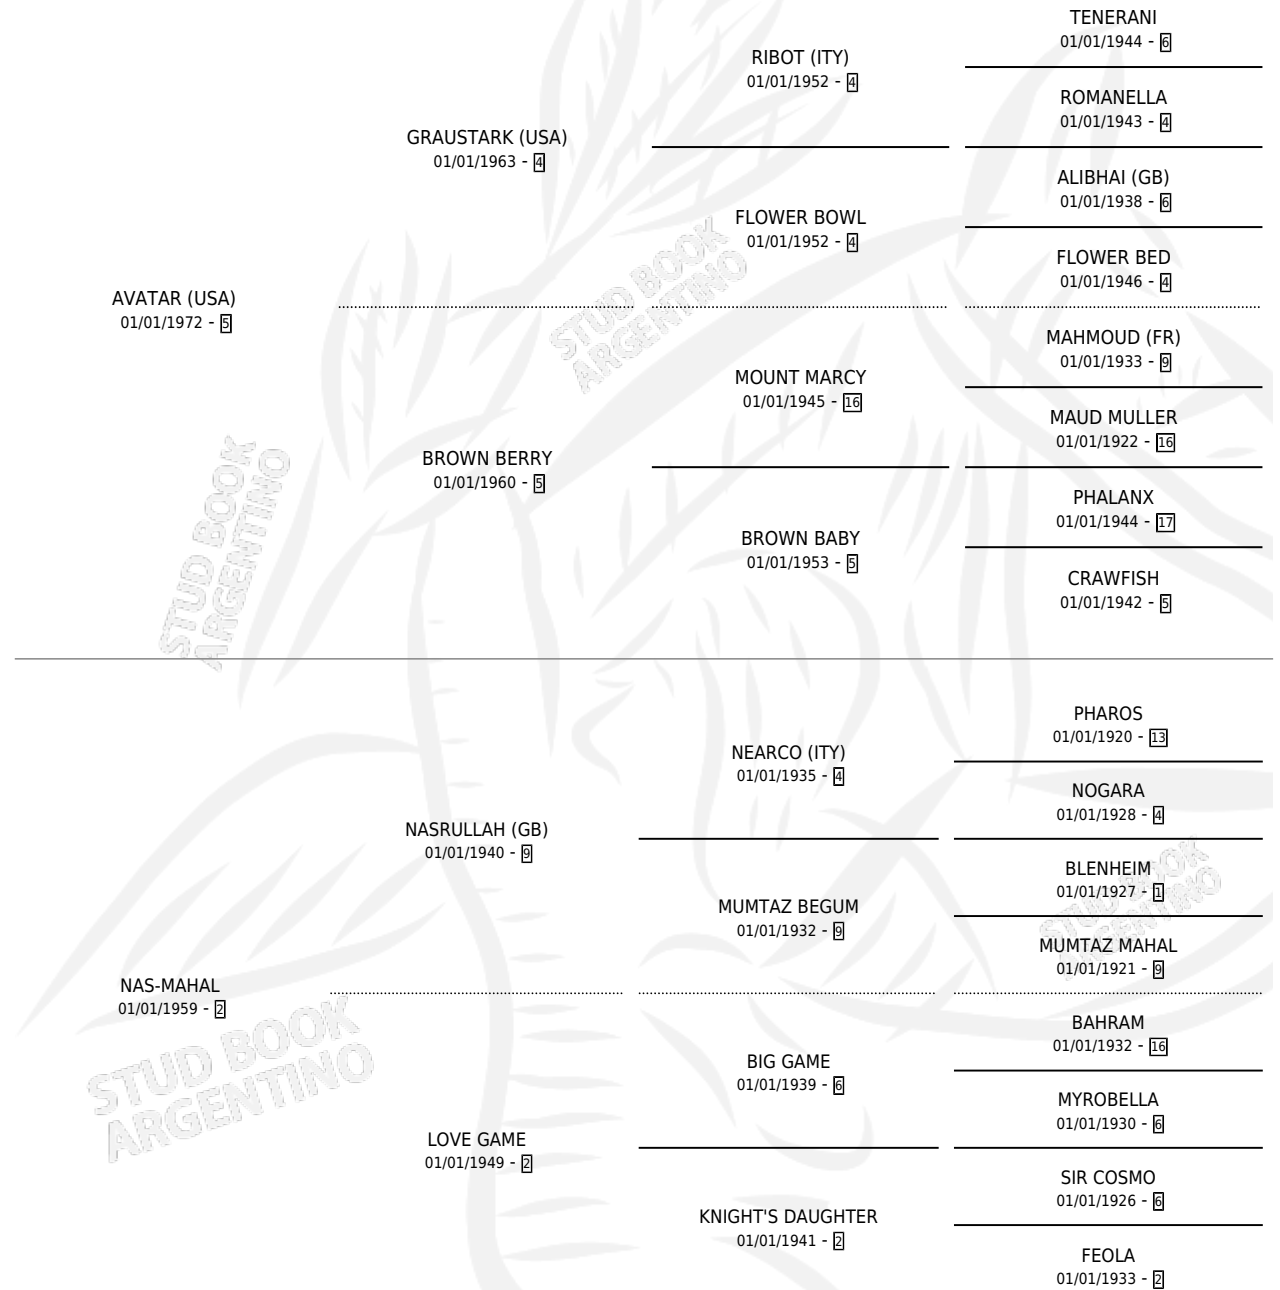 TENERANI
01/01/1944 - 6
RIBOT (ITY)
01/01/1952 - 4
ROMANELLA
01/01/1943 - 4
GRAUSTARK (USA)
01/01/1963 - 4
ALIBHAI (GB)
01/01/1938 - 6
FLOWER BOWL
01/01/1952 - 4
FLOWER BED
01/01/1946 - 4
AVATAR (USA)
01/01/1972 - 5
STUD BOOK
ARGENTINO
MAHMOUD (FR)
01/01/1933 - 9
MOUNT MARCY
01/01/1945 - 16
MAUD MULLER
01/01/1922 - 16
BROWN BERRY
01/01/1960 - 5
PHALANX
01/01/1944 - 17
BROWN BABY
01/01/1953 - 5
CRAWFISH
01/01/1942 - 5
STUD BOOK
ARGENTINO
PHAROS
01/01/1920 - 13
NEARCO (ITY)
01/01/1935 - 4
NOGARA
01/01/1928 - 4
NASRULLAH (GB)
01/01/1940 - 9
BLENHEIM
01/01/1927 - 1
MUMTAZ BEGUM
01/01/1932 - 9
STUD BOOK
ARGENTINO
MUMTAZ MAHAL
01/01/1921 - 9
NAS-MAHAL
01/01/1959 - 2
STUD BOOK
ARGENTINO
BAHRAM
01/01/1932 - 16
BIG GAME
01/01/1939 - 6
MYROBELLA
01/01/1930 - 6
LOVE GAME
01/01/1949 - 2
SIR COSMO
01/01/1926 - 6
KNIGHT'S DAUGHTER
01/01/1941 - 2
FEOLA
01/01/1933 - 2